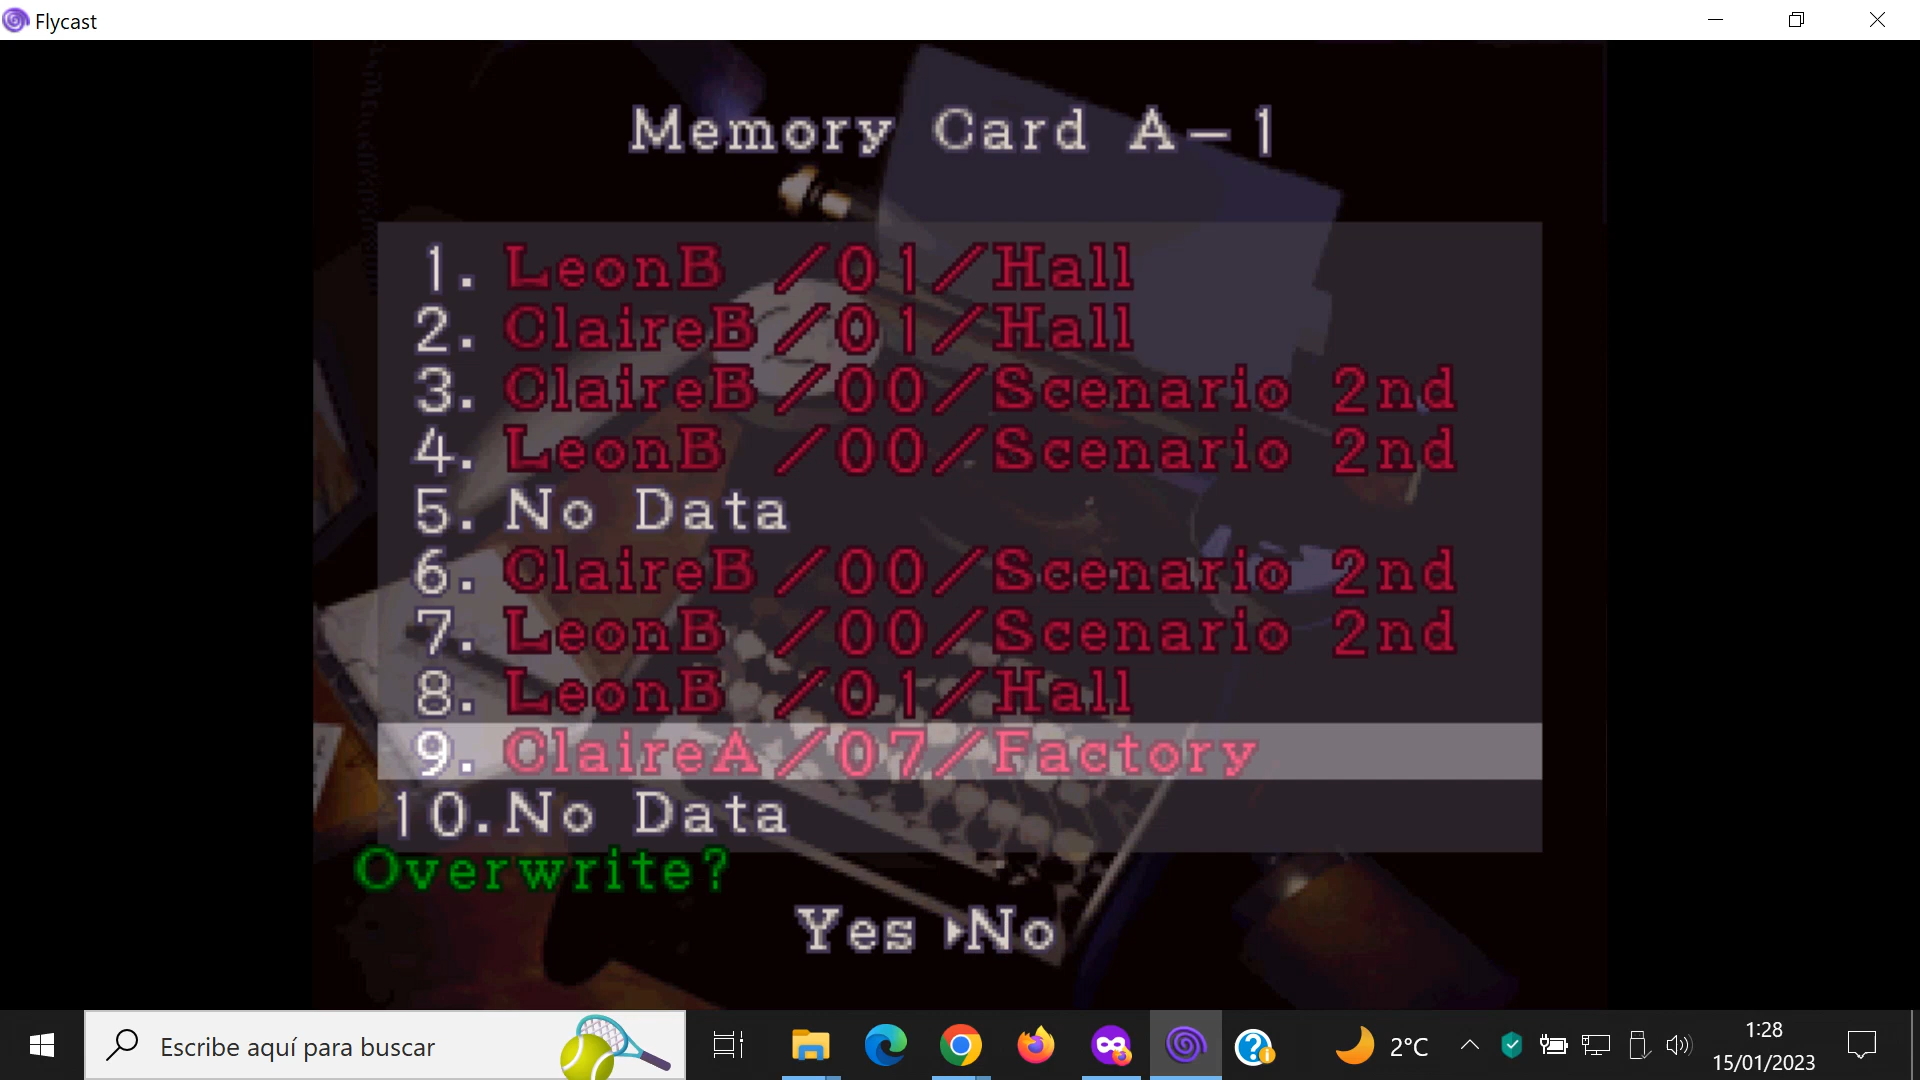 Flycast
Memory Card A-1
1. LeonB /01/Hall
2. ClaireB/01/Hall
3. ClaireB/00/Scenario 2nd
4. LeonB /00/Scenario 2nd
5. No Data
6. ClaireB/00/Scenario 2nd
7. LeonB /00/Scenario 2nd
8. LeonB /01/Hall
9. ClaireA/07/Factory
10. No Data
Overwrite?
Yes ▸No
Escribe aquí para buscar
2°C
1:28
15/01/2023